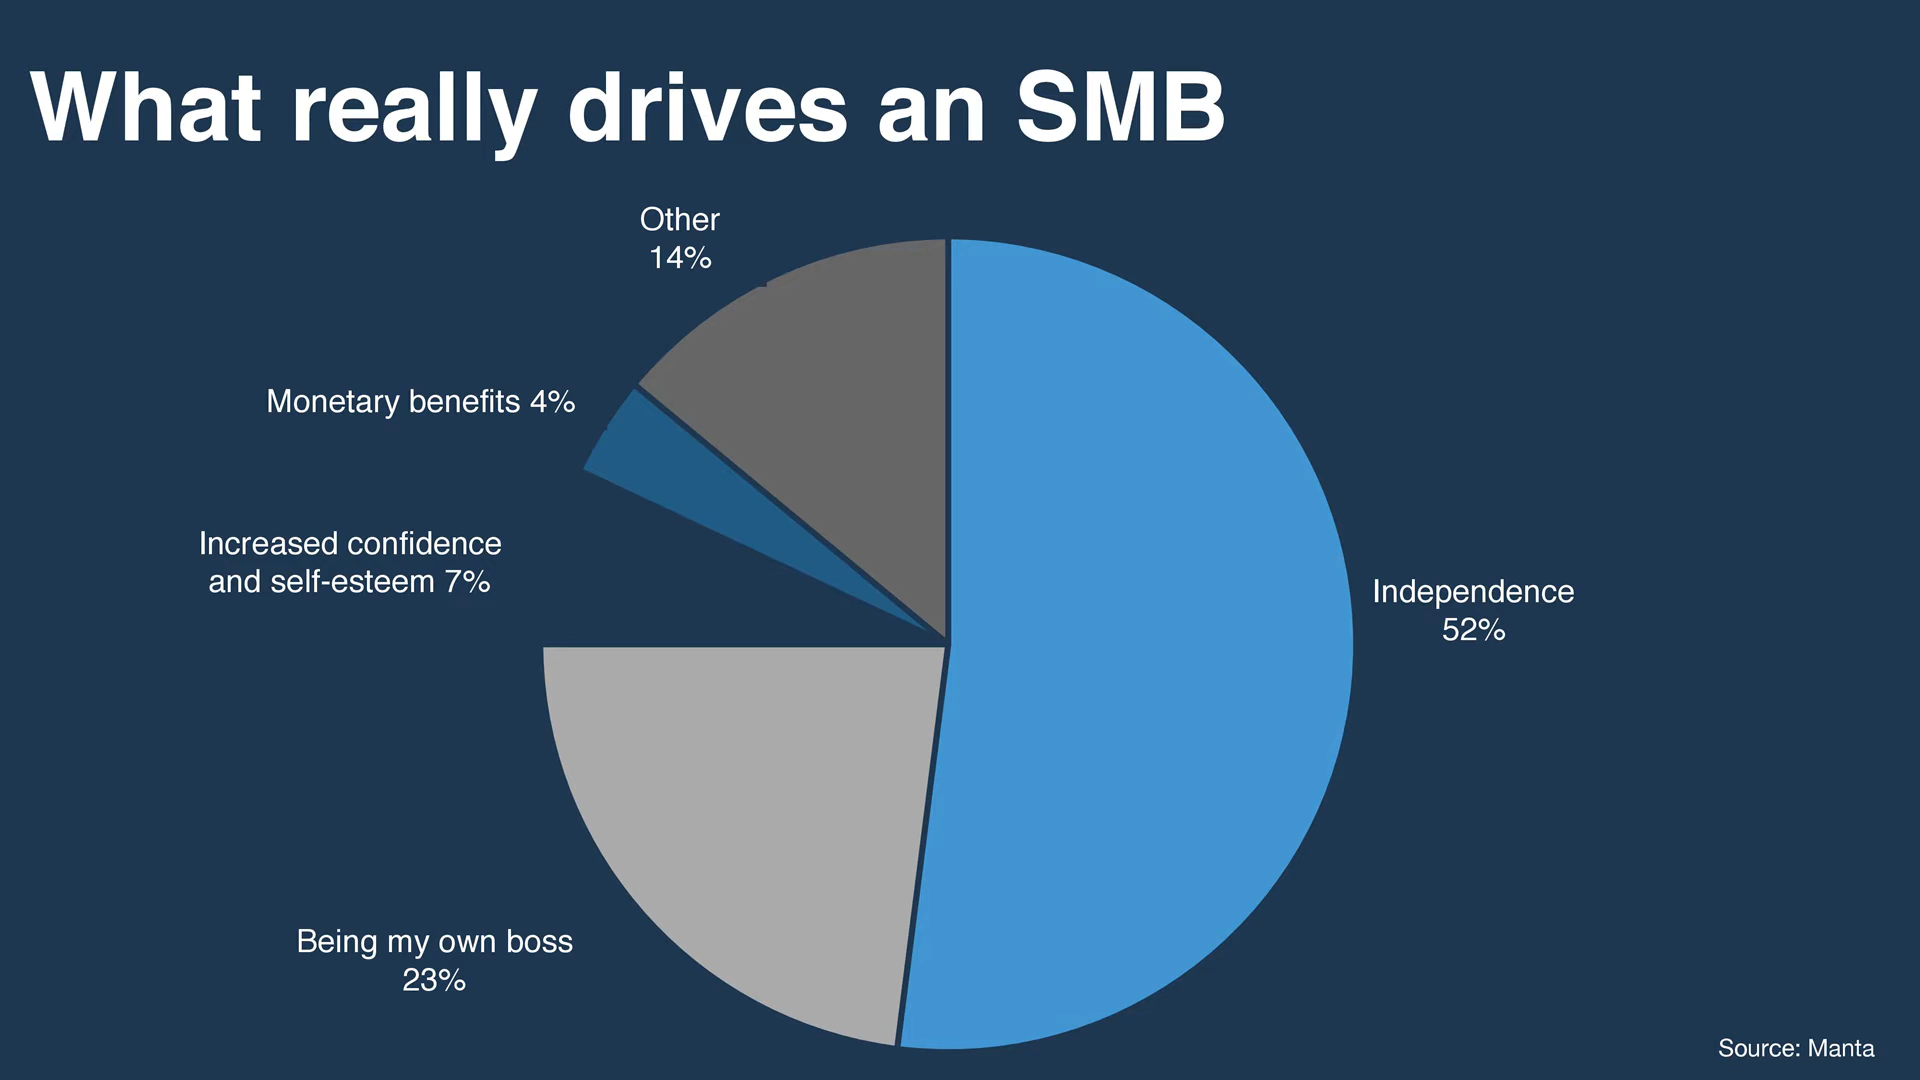 What really drives an SMB
Other
14%
Monetary benefits 4%
Increased confidence
and self-esteem 7%
Independence
52%
Being my own boss
23%
Source: Manta